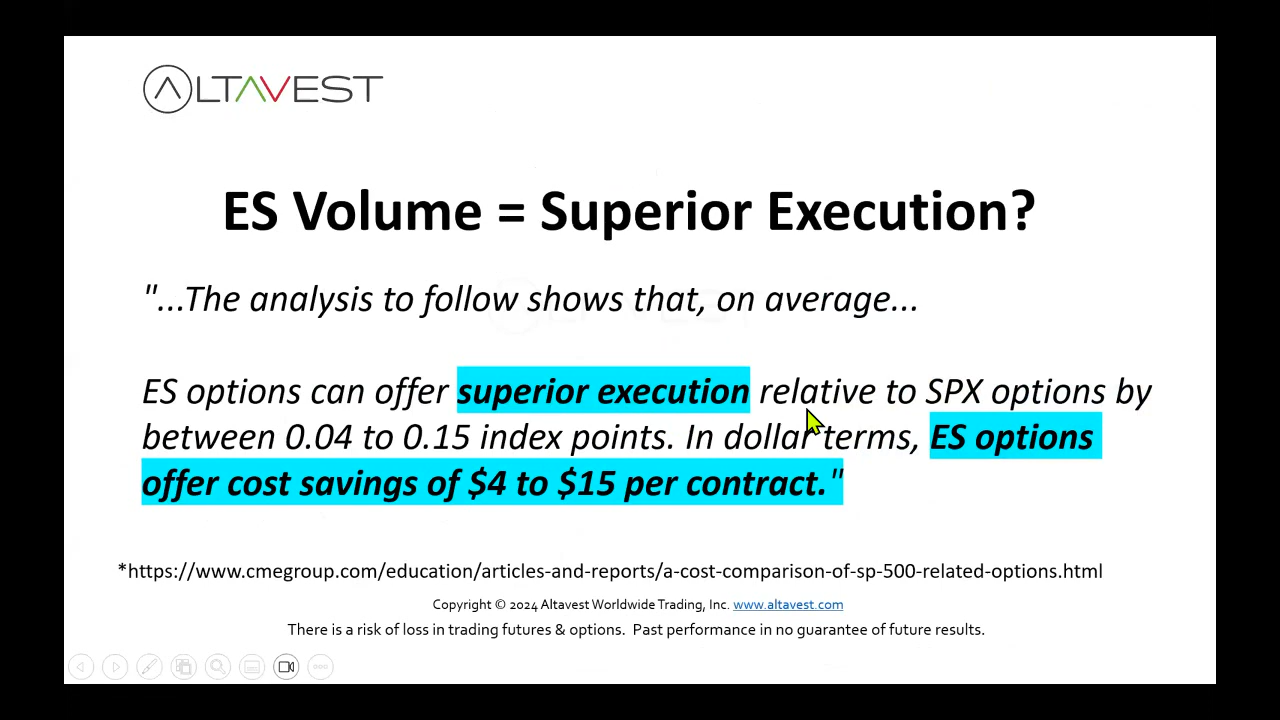 ALTAVEST
ES Volume = Superior Execution?
"...The analysis to follow shows that, on average...
ES options can offer superior execution relative to SPX options by
between 0.04 to 0.15 index points. In dollar terms, ES options
offer cost savings of $4 to $15 per contract."
*https://www.cmegroup.com/education/articles-and-reports/a-cost-comparison-of-sp-500-related-options.html
Copyright © 2024 Altavest Worldwide Trading, Inc. www.altavest.com
There is a risk of loss in trading futures & options.  Past performance in no guarantee of future results.